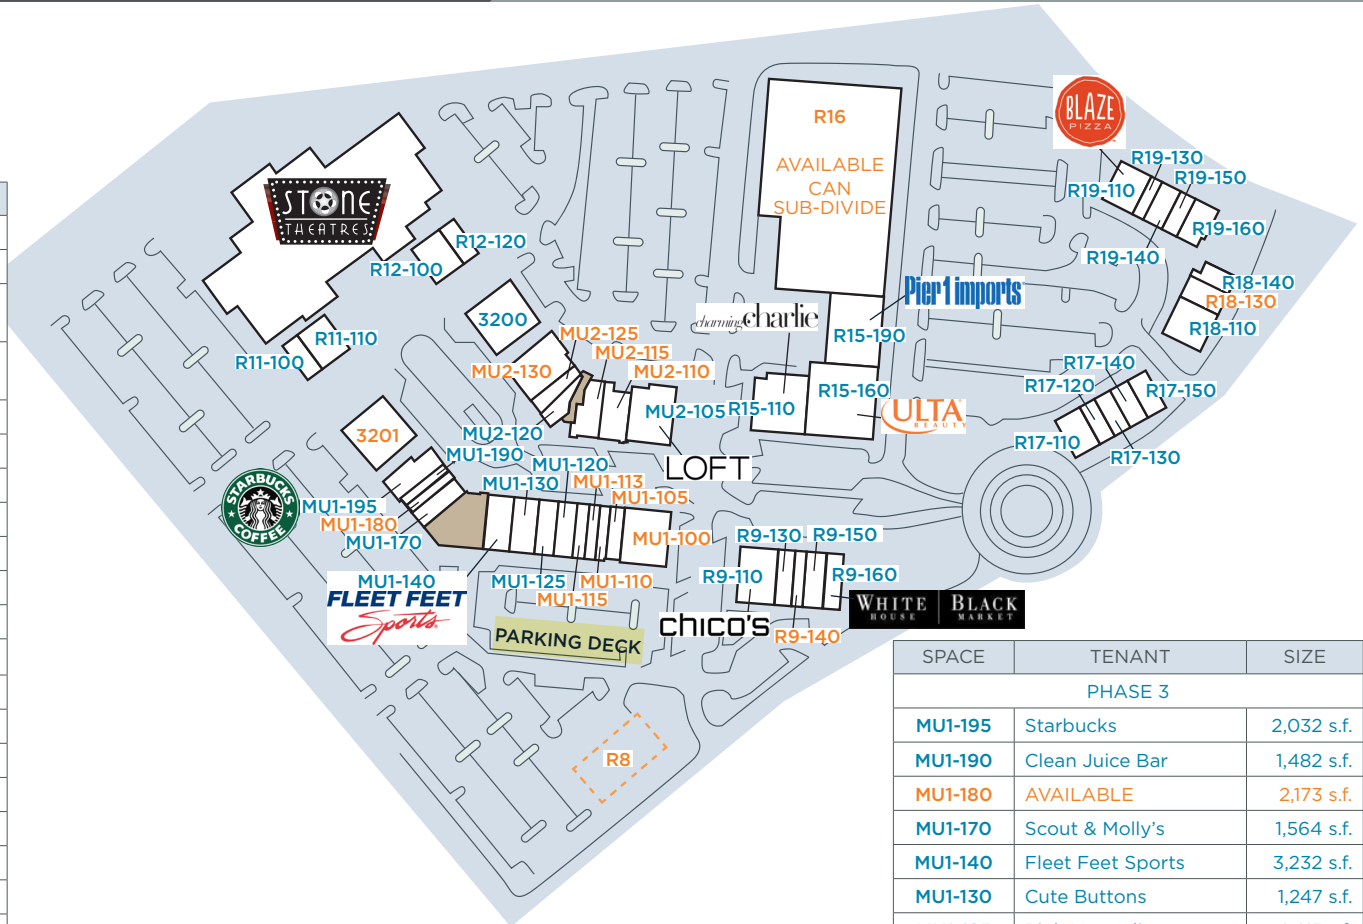 BLAZE
PIZZA
R16
AVAILABLE
CAN
SUB-DIVIDE
R19-130
R19-150
R19-110
R19-160
R19-140
STONE
THEATRES
R12-120
R12-100
R18-140
R18-130
R18-110
Pier 1 imports
charming charlie
3200
R15-190
MU2-125
MU2-115
MU2-110
MU2-130
R11-110
R11-100
R17-140
R17-120
R17-150
R15-160
MU2-105
R15-110
ULTA
BEAUTY
3201
MU2-120
R17-110
R17-130
MU1-190
MU1-120
LOFT
MU1-130
MU1-113
MU1-105
STARBUCKS
COFFEE
MU1-195
MU1-180
MU1-170
MU1-100
R9-130
R9-150
R9-110
R9-160
MU1-140
MU1-125
MU1-110
MU1-115
FLEET FEET
Sports
WHITE
HOUSE
BLACK
MARKET
chico's
R9-140
PARKING DECK
R8
SPACE TENANT SIZE
PHASE 3
MU1-195 Starbucks 2,032 s.f.
MU1-190 Clean Juice Bar 1,482 s.f.
MU1-180 AVAILABLE 2,173 s.f.
MU1-170 Scout & Molly's 1,564 s.f.
MU1-140 Fleet Feet Sports 3,232 s.f.
MU1-130 Cute Buttons 1,247 s.f.